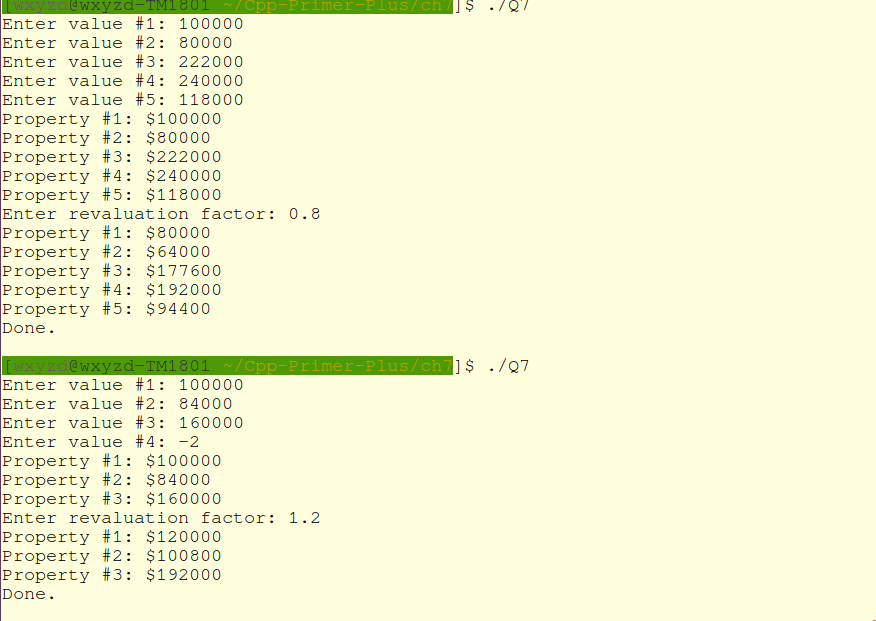 [wxyzd@wxyzd-TM1801 ~/Cpp-Primer-Plus/ch7]$ ./Q7
Enter value #1: 100000
Enter value #2: 80000
Enter value #3: 222000
Enter value #4: 240000
Enter value #5: 118000
Property #1: $100000
Property #2: $80000
Property #3: $222000
Property #4: $240000
Property #5: $118000
Enter revaluation factor: 0.8
Property #1: $80000
Property #2: $64000
Property #3: $177600
Property #4: $192000
Property #5: $94400
Done.
[wxyzd@wxyzd-TM1801 ~/Cpp-Primer-Plus/ch7]$ ./Q7
Enter value #1: 100000
Enter value #2: 84000
Enter value #3: 160000
Enter value #4: -2
Property #1: $100000
Property #2: $84000
Property #3: $160000
Enter revaluation factor: 1.2
Property #1: $120000
Property #2: $100800
Property #3: $192000
Done.